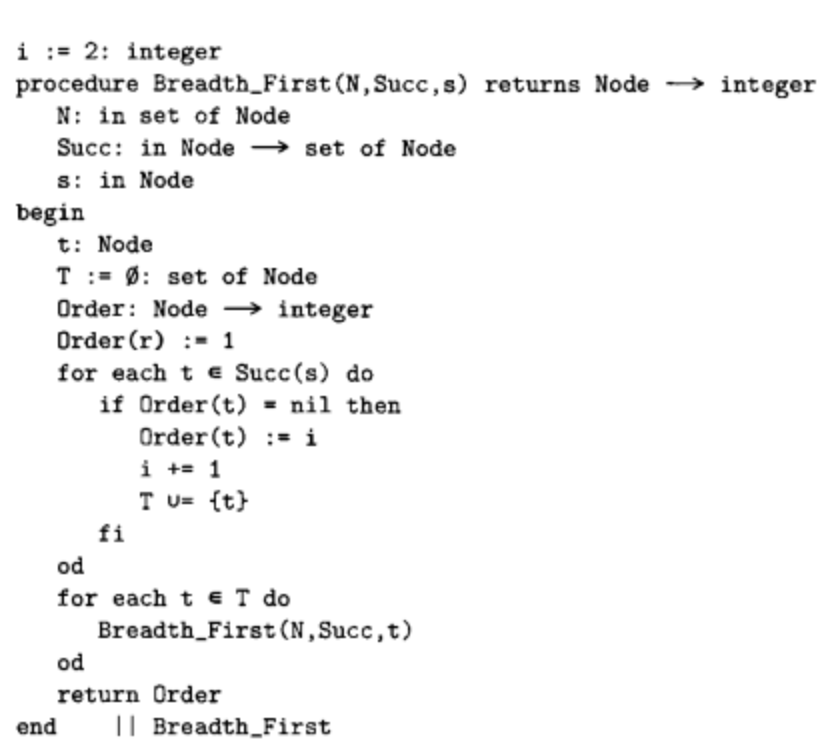 i := 2: integer
procedure Breadth_First(N,Succ,s) returns Node ⟶ integer
N: in set of Node
Succ: in Node ⟶ set of Node
s: in Node
begin
t: Node
T := ∅: set of Node
Order: Node ⟶ integer
Order(r) := 1
for each t ∈ Succ(s) do
if Order(t) = nil then
Order(t) := i
i += 1
T ∪= {t}
fi
od
for each t ∈ T do
Breadth_First(N,Succ,t)
od
return Order
end || Breadth_First